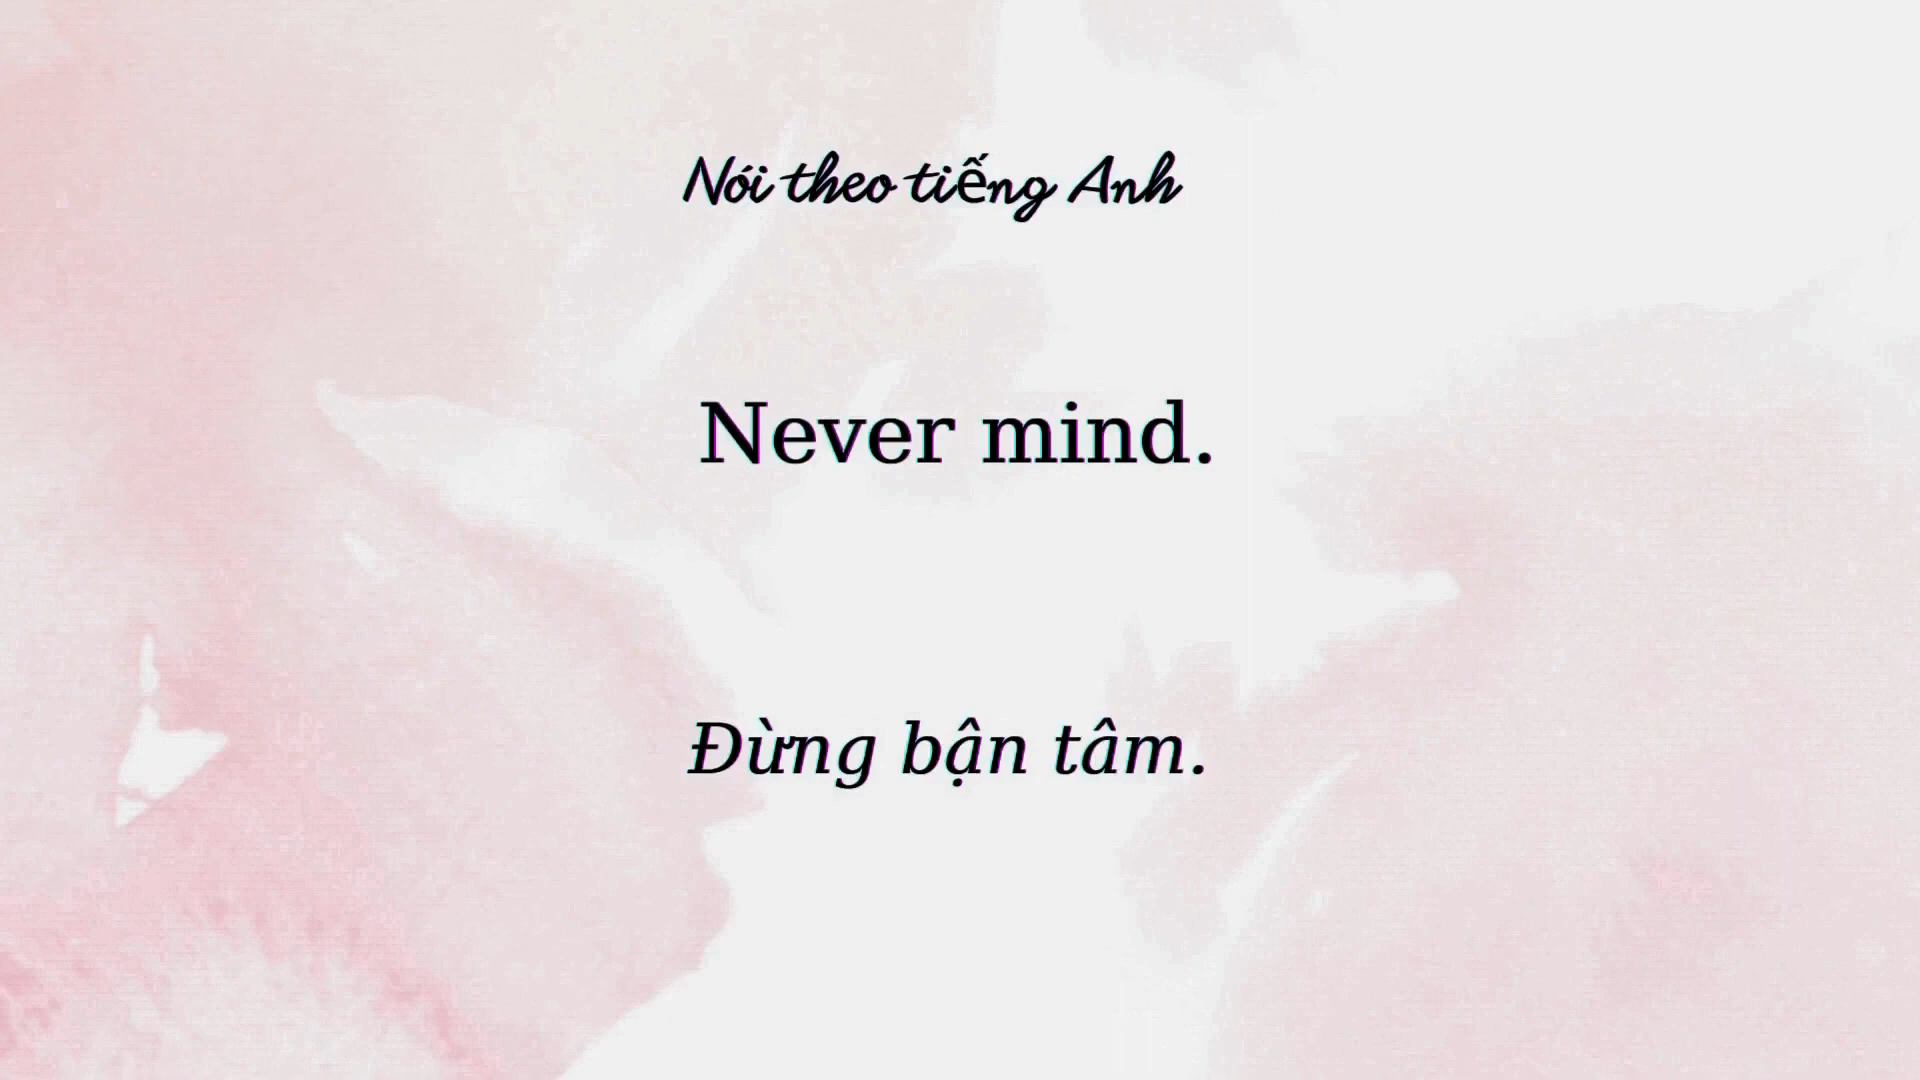 Nói theo tiếng Anh
Never mind.
Đừng bận tâm.